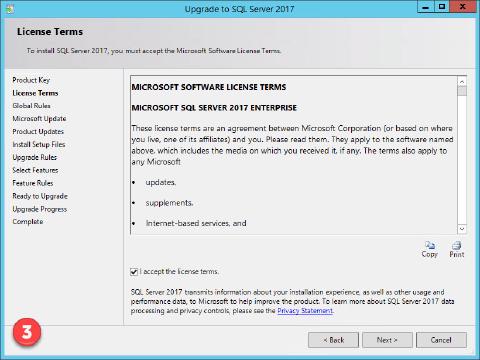 Upgrade to SQL Server 2017
License Terms
To install SQL Server 2017, you must accept the Microsoft Software License Terms.
Product Key
License Terms
Global Rules
Microsoft Update
Product Updates
Install Setup Files
Upgrade Rules
Select Features
Feature Rules
Ready to Upgrade
Upgrade Progress
Complete
MICROSOFT SOFTWARE LICENSE TERMS
MICROSOFT SQL SERVER 2017 ENTERPRISE
These license terms are an agreement between Microsoft Corporation (or based on where
you live, one of its affiliates) and you. Please read them. They apply to the software named
above, which includes the media on which you received it, if any. The terms also apply to
any Microsoft
• updates,
• supplements,
• Internet-based services, and
Copy Print
I accept the license terms.
SQL Server 2017 transmits information about your installation experience, as well as other usage and
performance data, to Microsoft to help improve the product. To learn more about SQL Server 2017 data
processing and privacy controls, please see the Privacy Statement.
3
< Back Next > Cancel